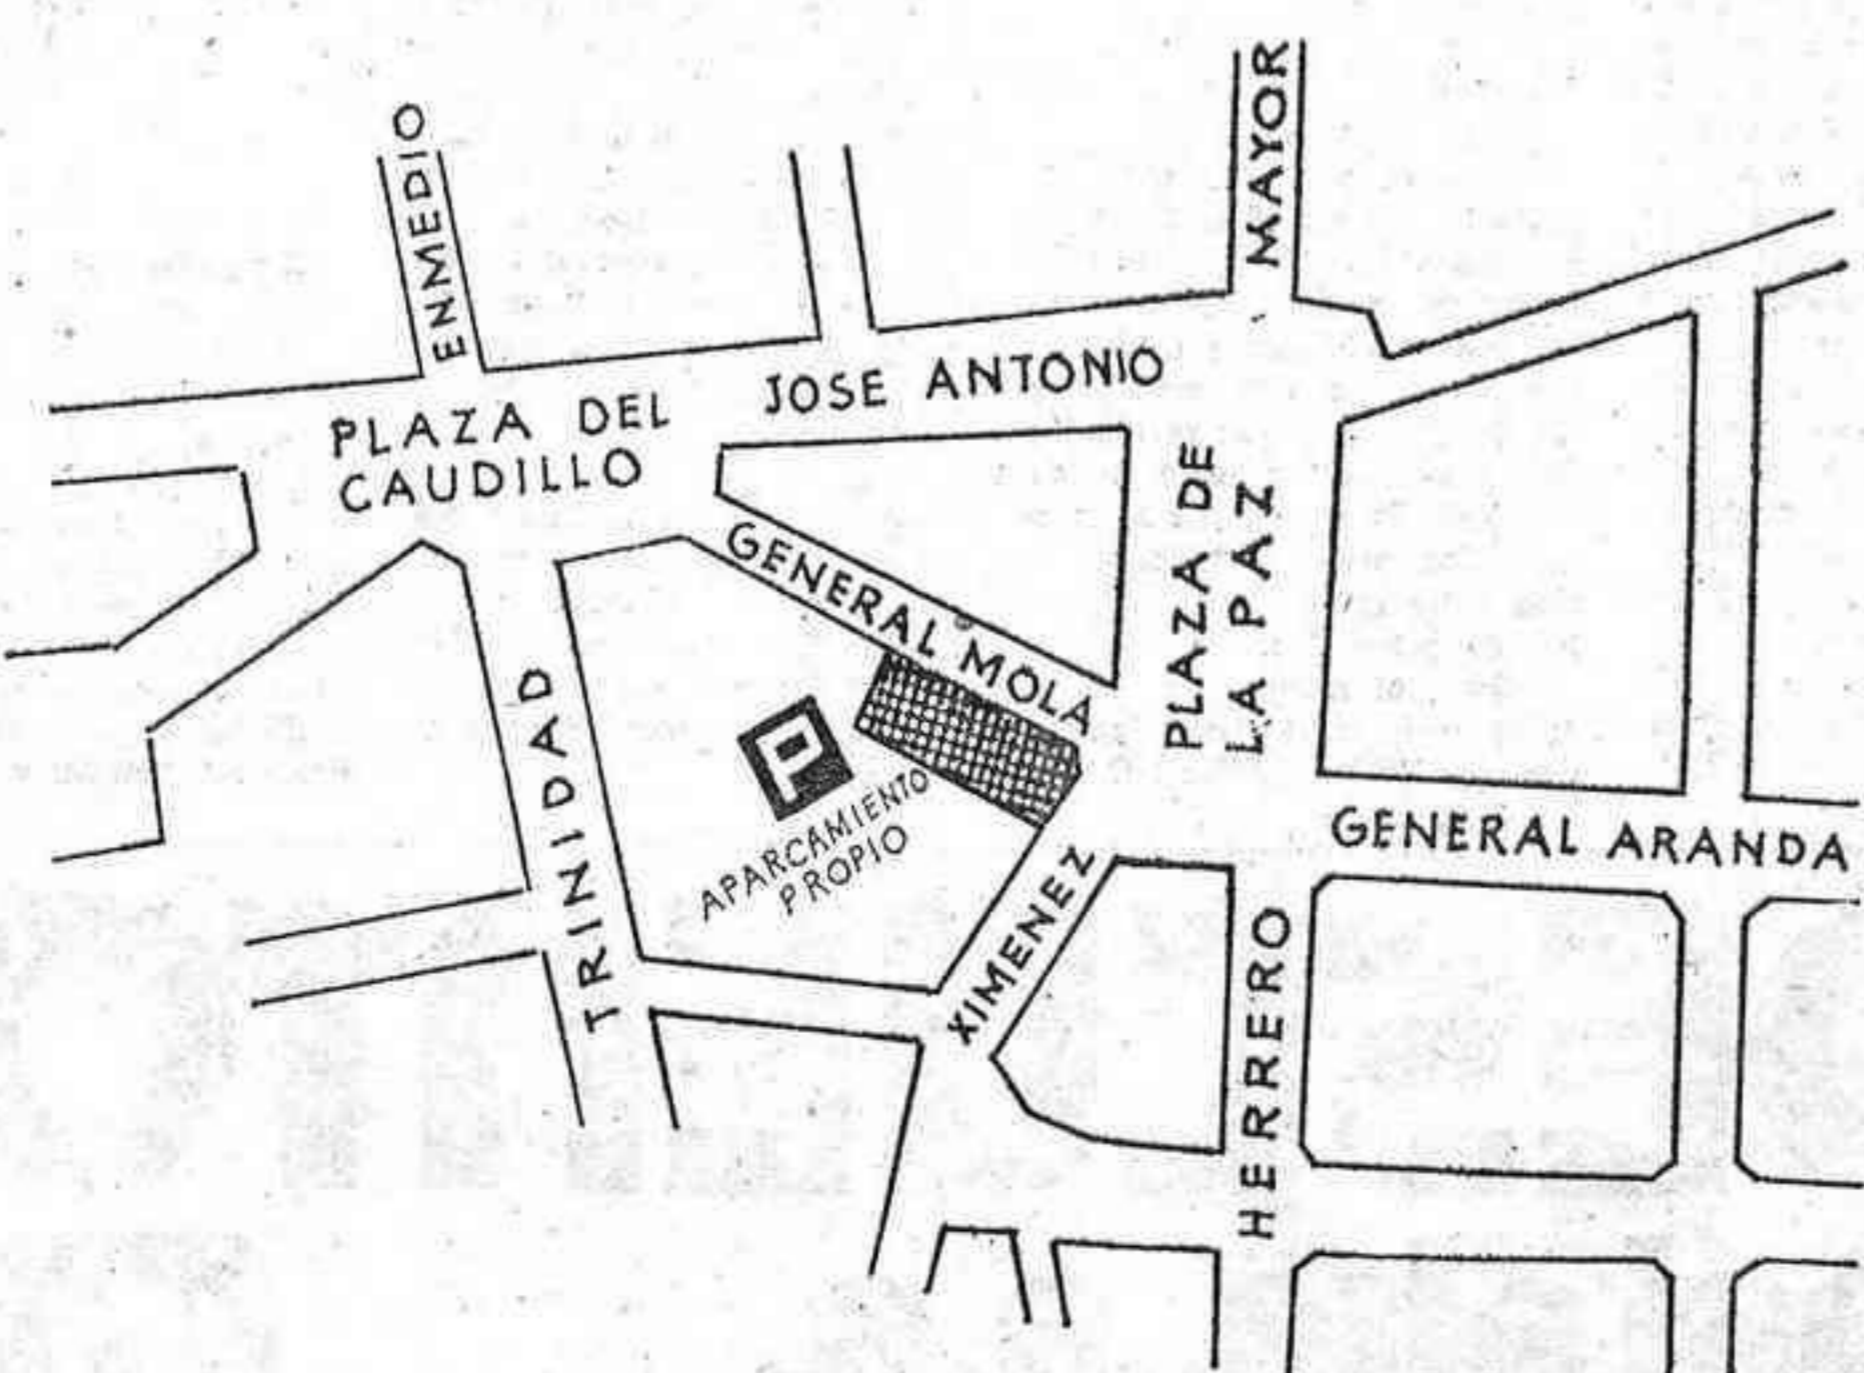 ENMEDIO
MAYOR
JOSE ANTONIO
PLAZA DEL
CAUDILLO
GENERAL MOLA
PLAZA DE
LA PAZ
TRINIDAD
P
APARCAMIENTO
PROPIO
GENERAL ARANDA
XIMENEZ
HERRERO